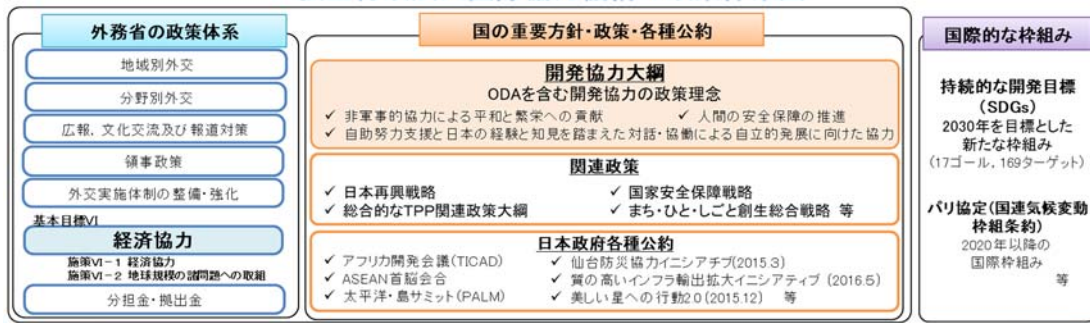 外務省の政策体系
地域別外交
分野別外交
広報，文化交流及び報道対策
領事政策
外交実施体制の整備・強化
基本目標Ⅵ
経済協力
施策Ⅵ－1 経済協力
施策Ⅵ－2 地球規模の諸問題への取組
分担金・拠出金
国の重要方針・政策・各種公約
開発協力大綱
ODAを含む開発協力の政策理念
✓ 非軍事的協力による平和と繁栄への貢献 ✓ 人間の安全保障の推進
✓ 自助努力支援と日本の経験と知見を踏まえた対話・協働による自立的発展に向けた協力
関連政策
✓ 日本再興戦略 ✓ 国家安全保障戦略
✓ 総合的なTPP関連政策大綱 ✓ まち・ひと・しごと創生総合戦略 等
日本政府各種公約
✓ アフリカ開発会議(TICAD) ✓ 仙台防災協力イニシアチブ(2015.3)
✓ ASEAN首脳会合 ✓ 質の高いインフラ輸出拡大イニシアティブ (2016.5)
✓ 太平洋・島サミット(PALM) ✓ 美しい星への行動2.0(2015.12) 等
国際的な枠組み
持続的な開発目標
(SDGs)
2030年を目標とした
新たな枠組み
(17ゴール，169ターゲット)
パリ協定(国連気候変動
枠組条約)
2020年以降の
国際枠組み
等